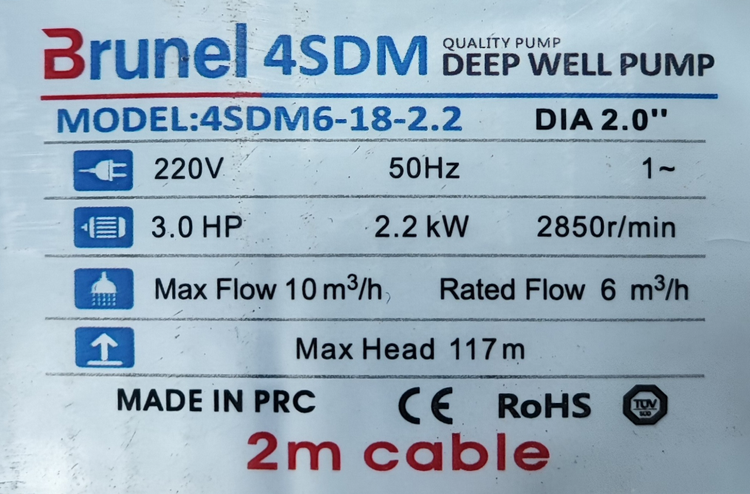 Brunel 4SDM QUALITY PUMP DEEP WELL PUMP
MODEL:4SDM6-18-2.2 DIA 2.0"
220V 50Hz 1~
3.0 HP 2.2 kW 2850r/min
Max Flow 10 m³/h, Rated Flow 6 m³/h
Max Head 117m
MADE IN PRC CE RoHS TÜV SÜD
2m cable